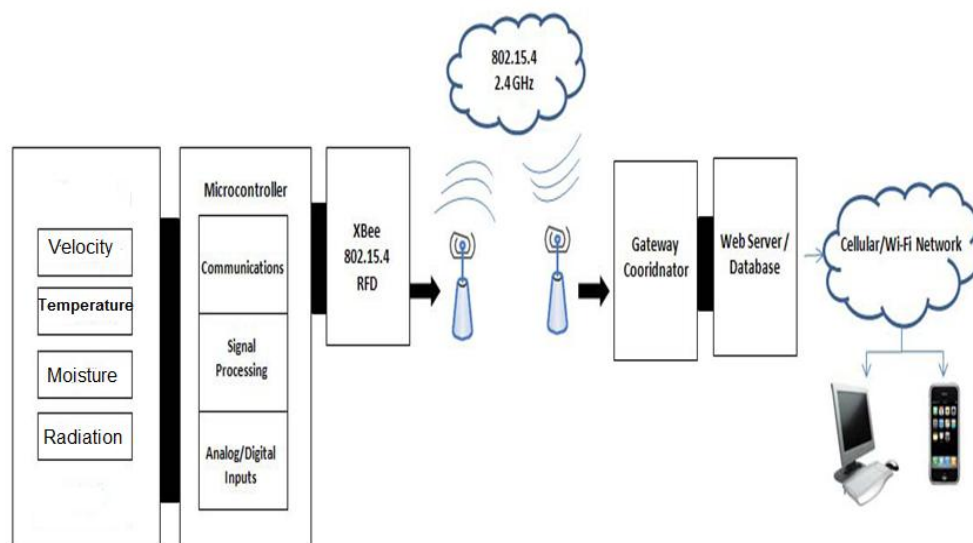 802.15.4
2.4 GHz
Velocity
Temperature
Moisture
Radiation
Microcontroller
Communications
Signal
Processing
Analog/Digital
Inputs
XBee
802.15.4
RFD
Gateway
Cooridnator
Web Server /
Database
Cellular/Wi-Fi Network